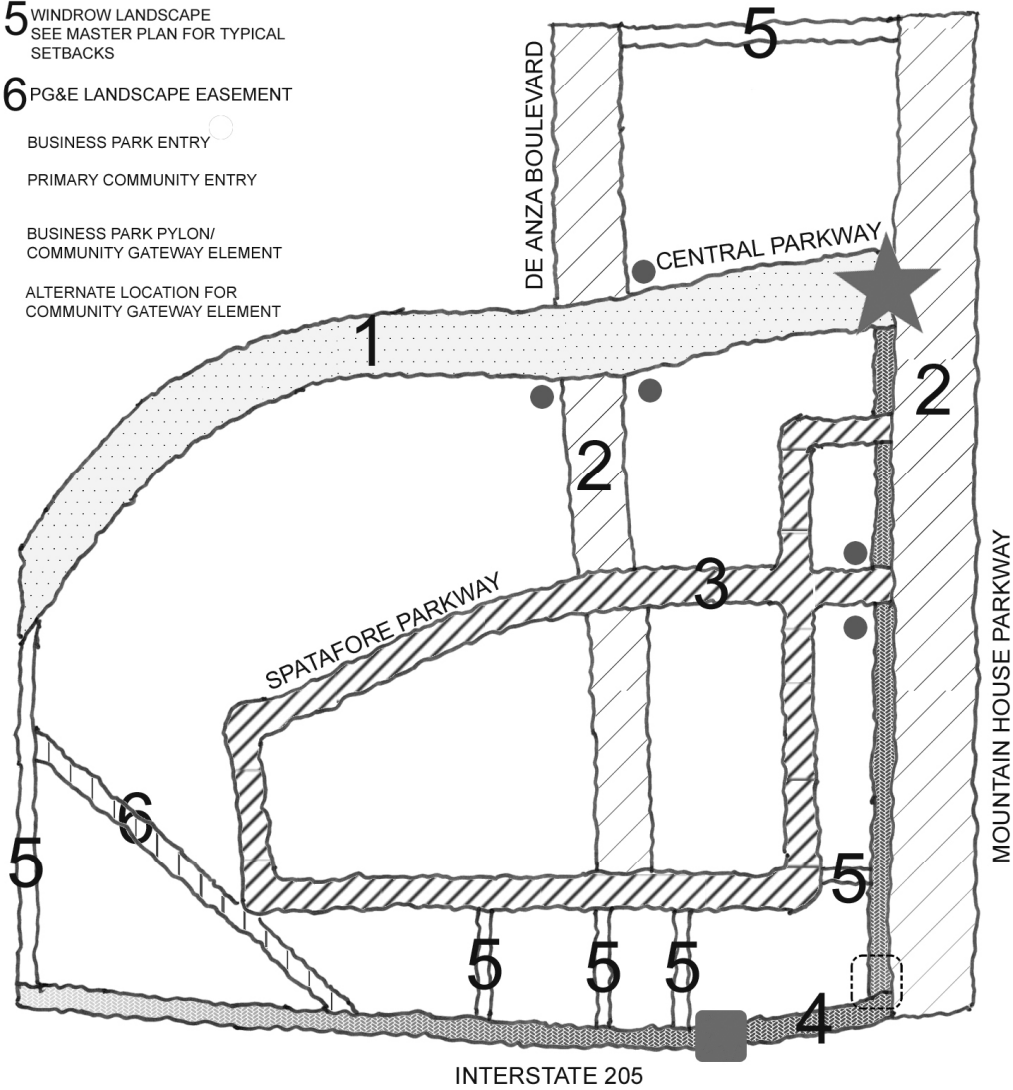 5 WINDROW LANDSCAPE
SEE MASTER PLAN FOR TYPICAL
SETBACKS
6 PG&E LANDSCAPE EASEMENT
BUSINESS PARK ENTRY
PRIMARY COMMUNITY ENTRY
BUSINESS PARK PYLON/
COMMUNITY GATEWAY ELEMENT
ALTERNATE LOCATION FOR
COMMUNITY GATEWAY ELEMENT
5
DE ANZA BOULEVARD
CENTRAL PARKWAY
1
2
2
3
SPATAFORE PARKWAY
MOUNTAIN HOUSE PARKWAY
6
5
5
5
5
5
4
INTERSTATE 205